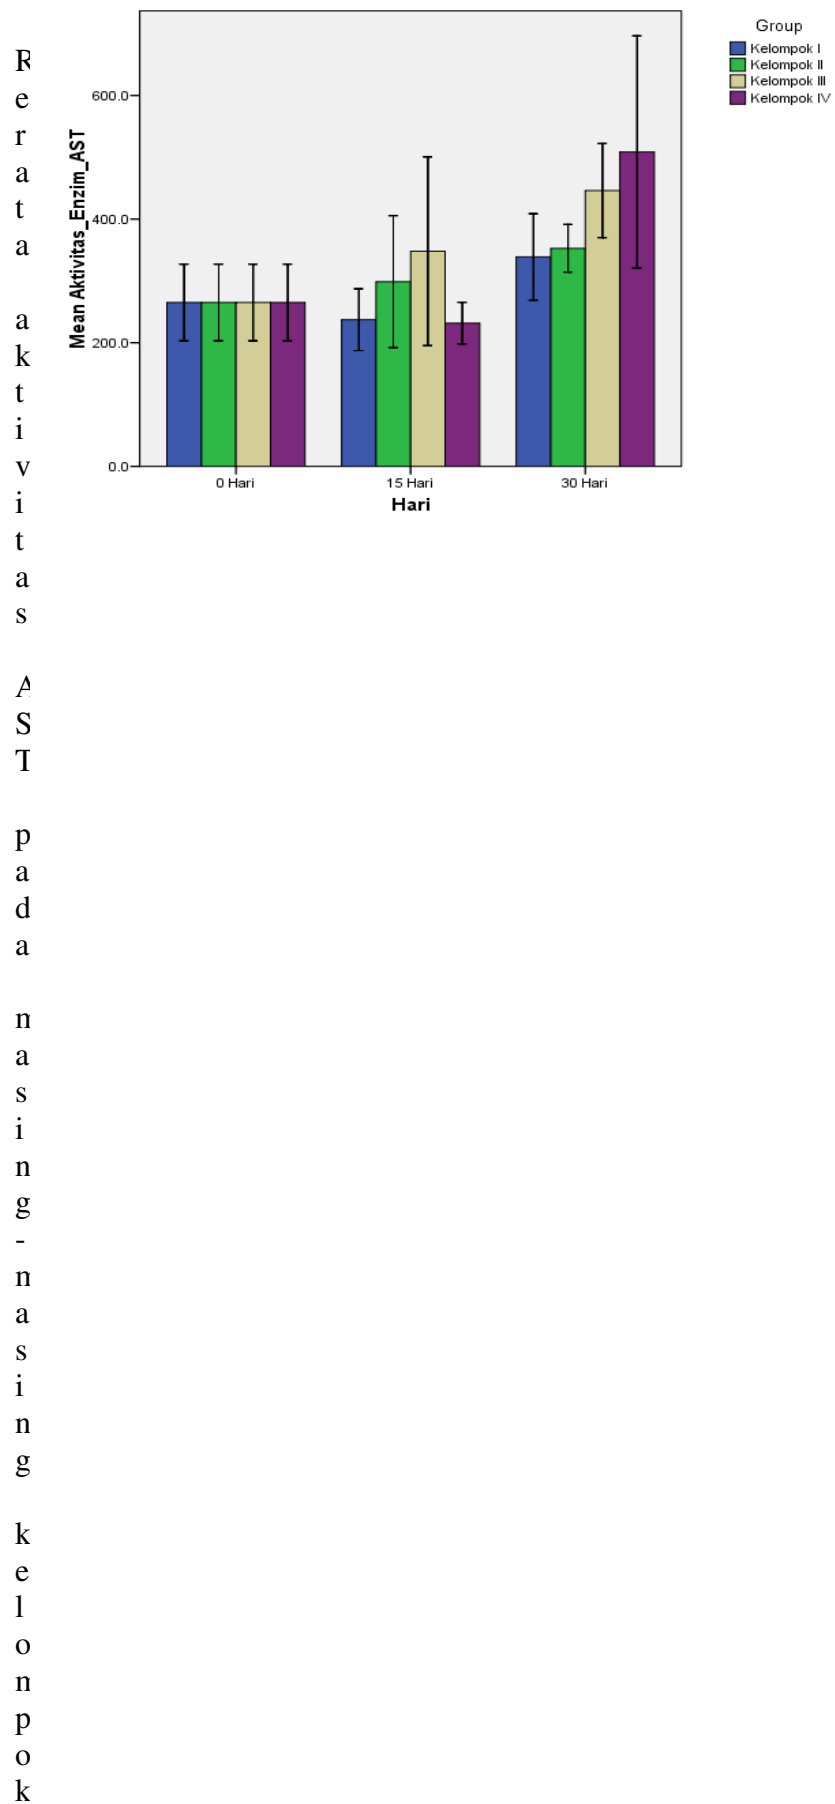 Rerata aktivitas AST pada masing-masing kelompok
Mean Aktivitas_Enzim_AST
600.0
400.0
200.0
0.0
0 Hari
15 Hari
30 Hari
Hari
Group
Kelompok I
Kelompok II
Kelompok III
Kelompok IV